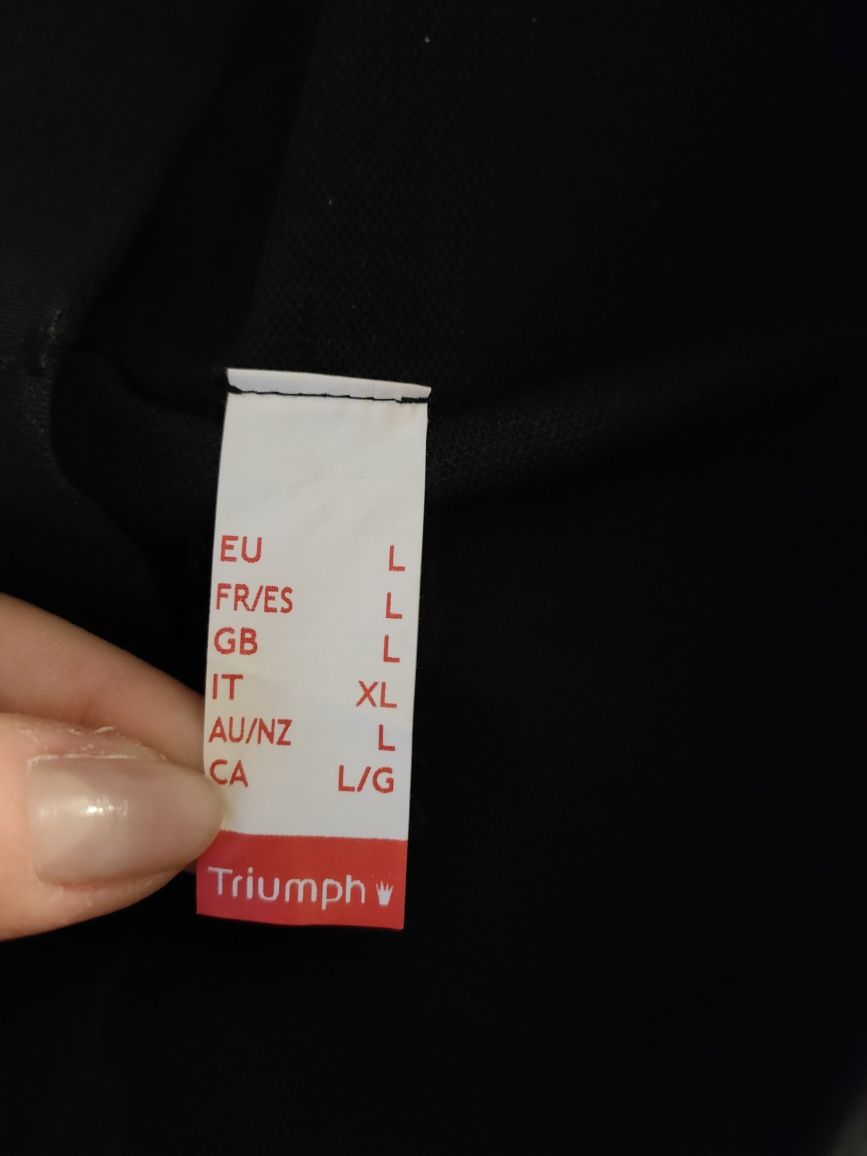 EU L
FR/ES L
GB L
IT XL
AU/NZ L
CA L/G
Triumph